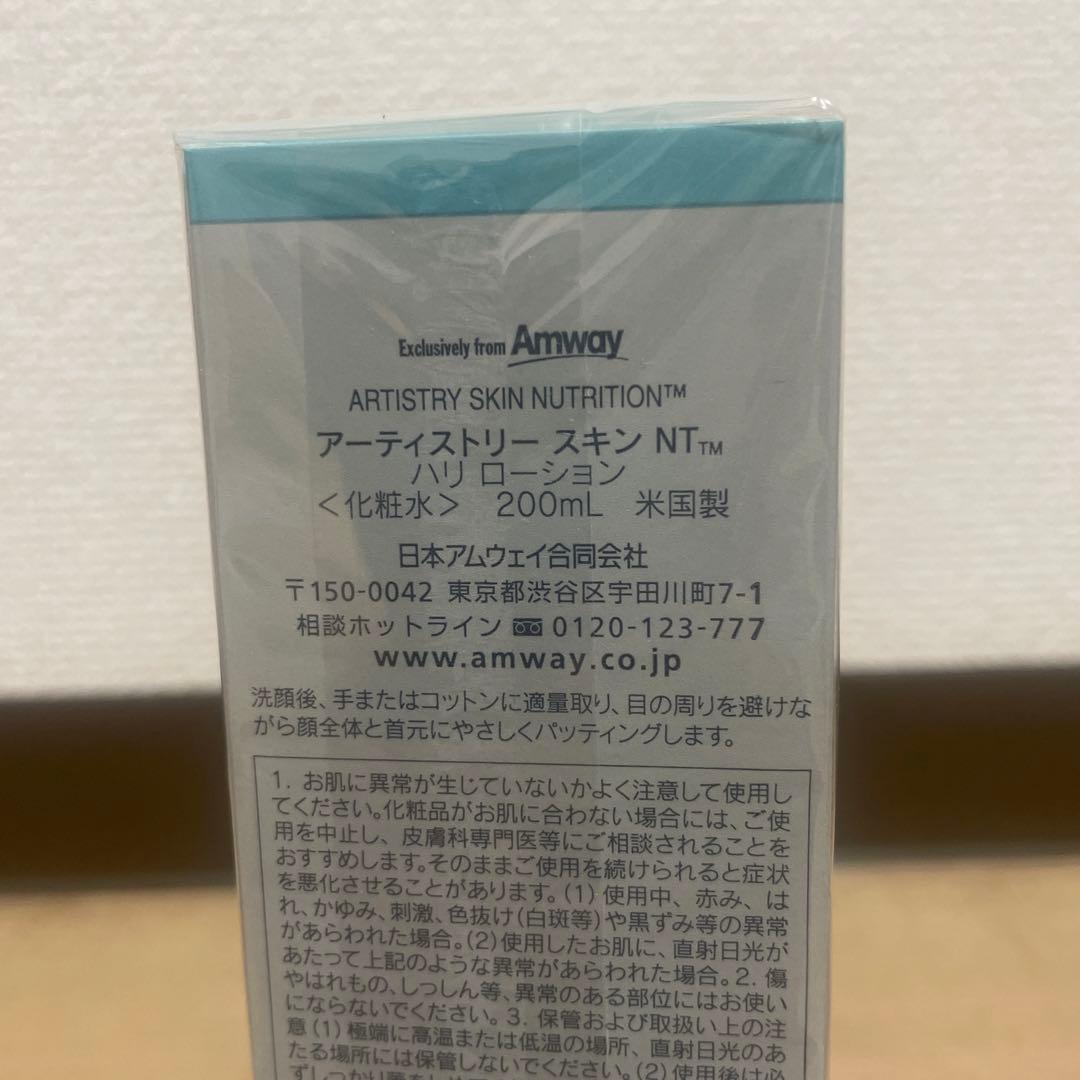 Exclusively from Amway
ARTISTRY SKIN NUTRITION™
アーティストリー スキン NT™
ハリ ローション
＜化粧水＞ 200mL 米国製
日本アムウェイ合同会社
〒150-0042 東京都渋谷区宇田川町7-1
相談ホットライン 0120-123-777
www.amway.co.jp
洗顔後、手またはコットンに適量取り、目の周りを避けな
がら顔全体と首元にやさしくパッティングします。
1. お肌に異常が生じていないかよく注意して使用し
てください。化粧品がお肌に合わない場合には、ご使
用を中止し、皮膚科専門医等にご相談されることを
おすすめします。そのままご使用を続けられると症状
を悪化させることがあります。(1) 使用中、赤み、は
れ、かゆみ、刺激、色抜け(白斑等)や黒ずみ等の異常
があらわれた場合。(2)使用したお肌に、直射日光が
あたって上記のような異常があらわれた場合。2. 傷
やはれもの、しっしん等、異常のある部位にはお使い
にならないでください。3. 保管および取扱い上の注
意(1) 極端に高温または低温の場所、直射日光のあ
たる場所には保管しないでください。(2)使用後は必
ずしっかり蓋をしめて